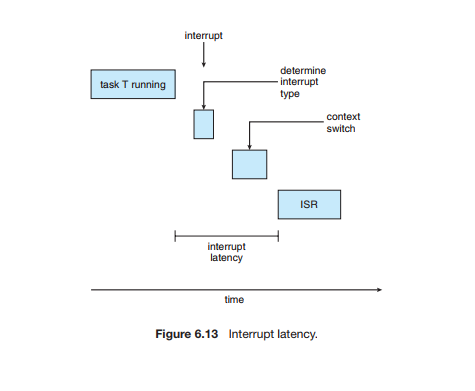 interrupt
task T running
determine
interrupt
type
context
switch
ISR
interrupt
latency
time
Figure 6.13 Interrupt latency.